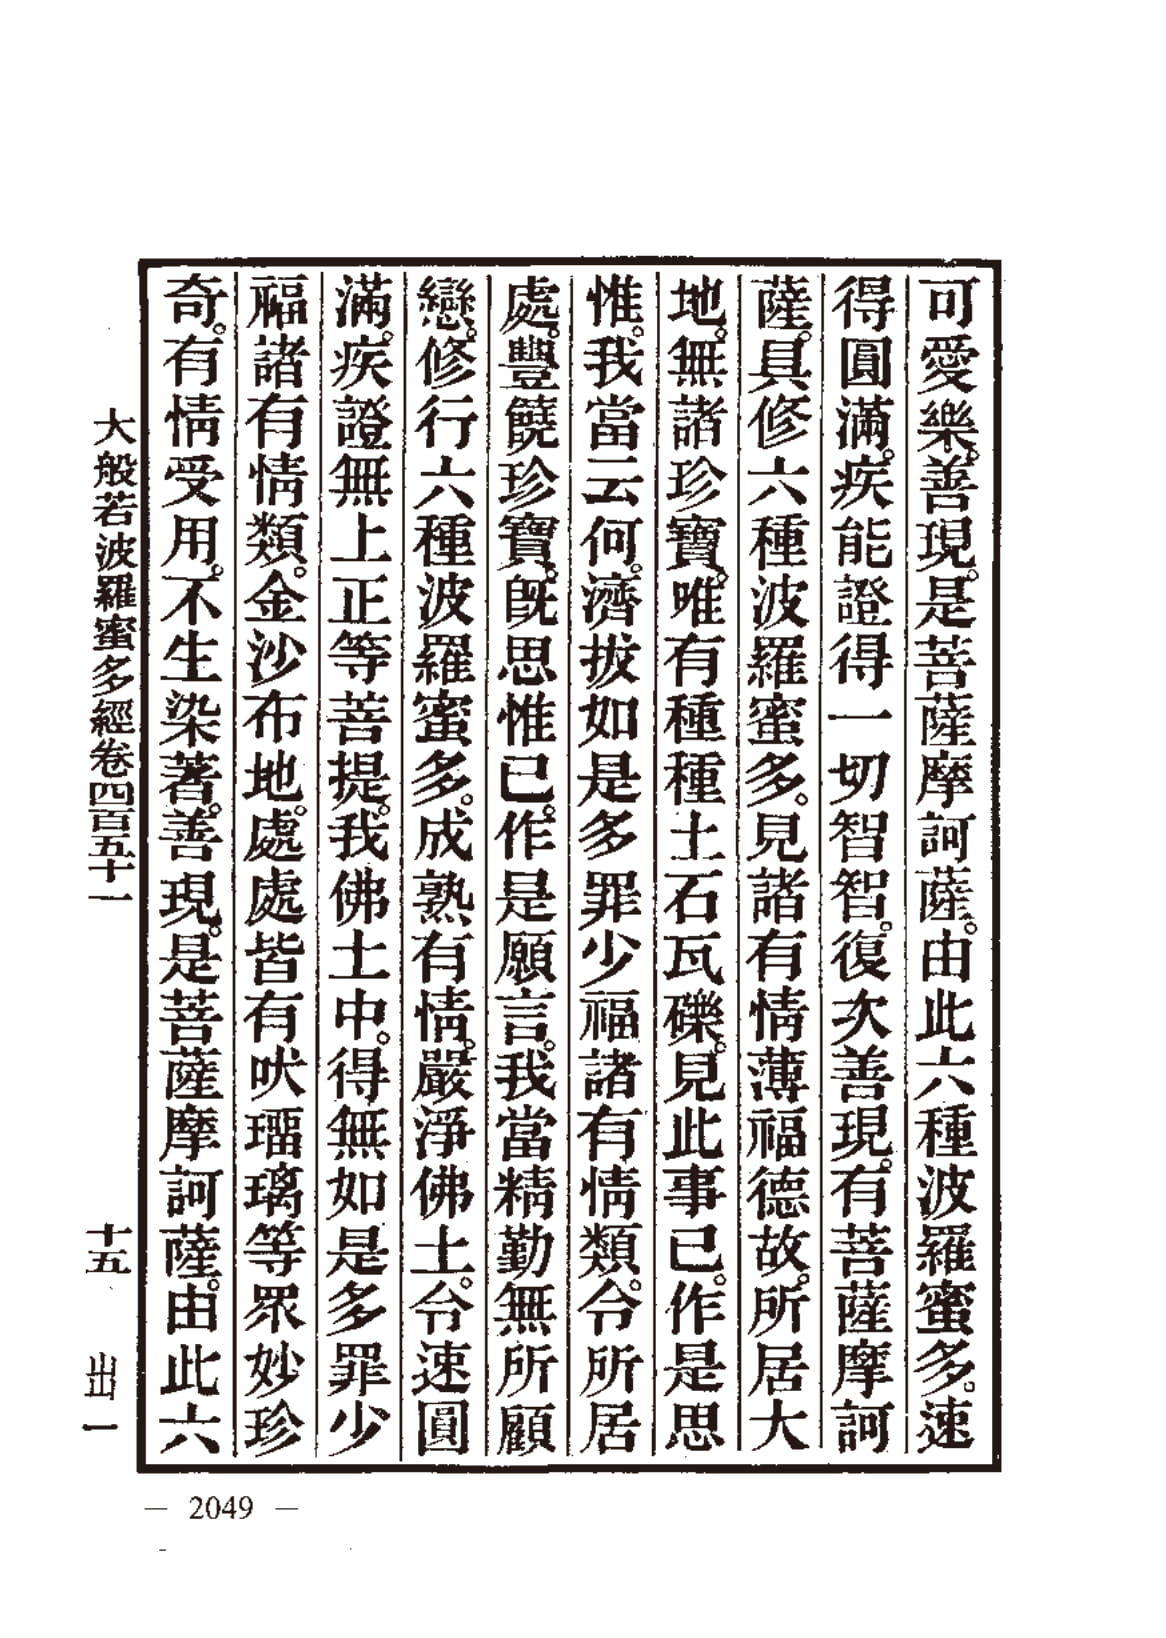 可愛樂。善現。是菩薩摩訶薩。由此六種波羅蜜多。速
得圓滿。疾能證得一切智智。復次善現。有菩薩摩訶
薩。具修六種波羅蜜多。見諸有情薄福德故。所居大
地。無諸珍寶。唯有種種土石瓦礫。見此事已。作是思
惟。我當云何。濟拔如是多罪少福諸有情類。令所居
處。豐饒珍寶。既思惟已。作是願言。我當精勤無所顧
戀。修行六種波羅蜜多。成熟有情。嚴淨佛土。令速圓
滿。疾證無上正等菩提。我佛土中。得無如是多罪少
福諸有情類。金沙布地。處處皆有吠瑠璃等眾妙珍
奇。有情受用。不生染著。善現。是菩薩摩訶薩。由此六
大般若波羅蜜多經卷四百五十一 十五 出一
— 2049 —